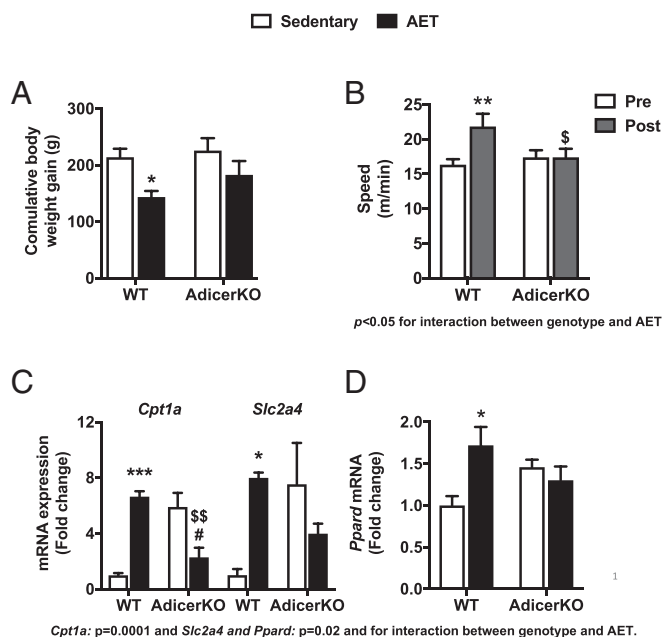 Sedentary AET
A
Comulative body
weight gain (g)
300
200
100
0
*
WT AdicerKO
B
Speed
(m/min)
25
20
15
10
5
0
**
$
Pre
Post
WT AdicerKO
p<0.05 for interaction between genotype and AET
C
mRNA expression
(Fold change)
Cpt1a Slc2a4
12
8
4
0
***
$$
#
*
WT AdicerKO WT AdicerKO
D
Ppard mRNA
(Fold change)
2.0
1.5
1.0
0.5
0.0
*
WT AdicerKO
1
Cpt1a: p=0.0001 and Slc2a4 and Ppard: p=0.02 and for interaction between genotype and AET.